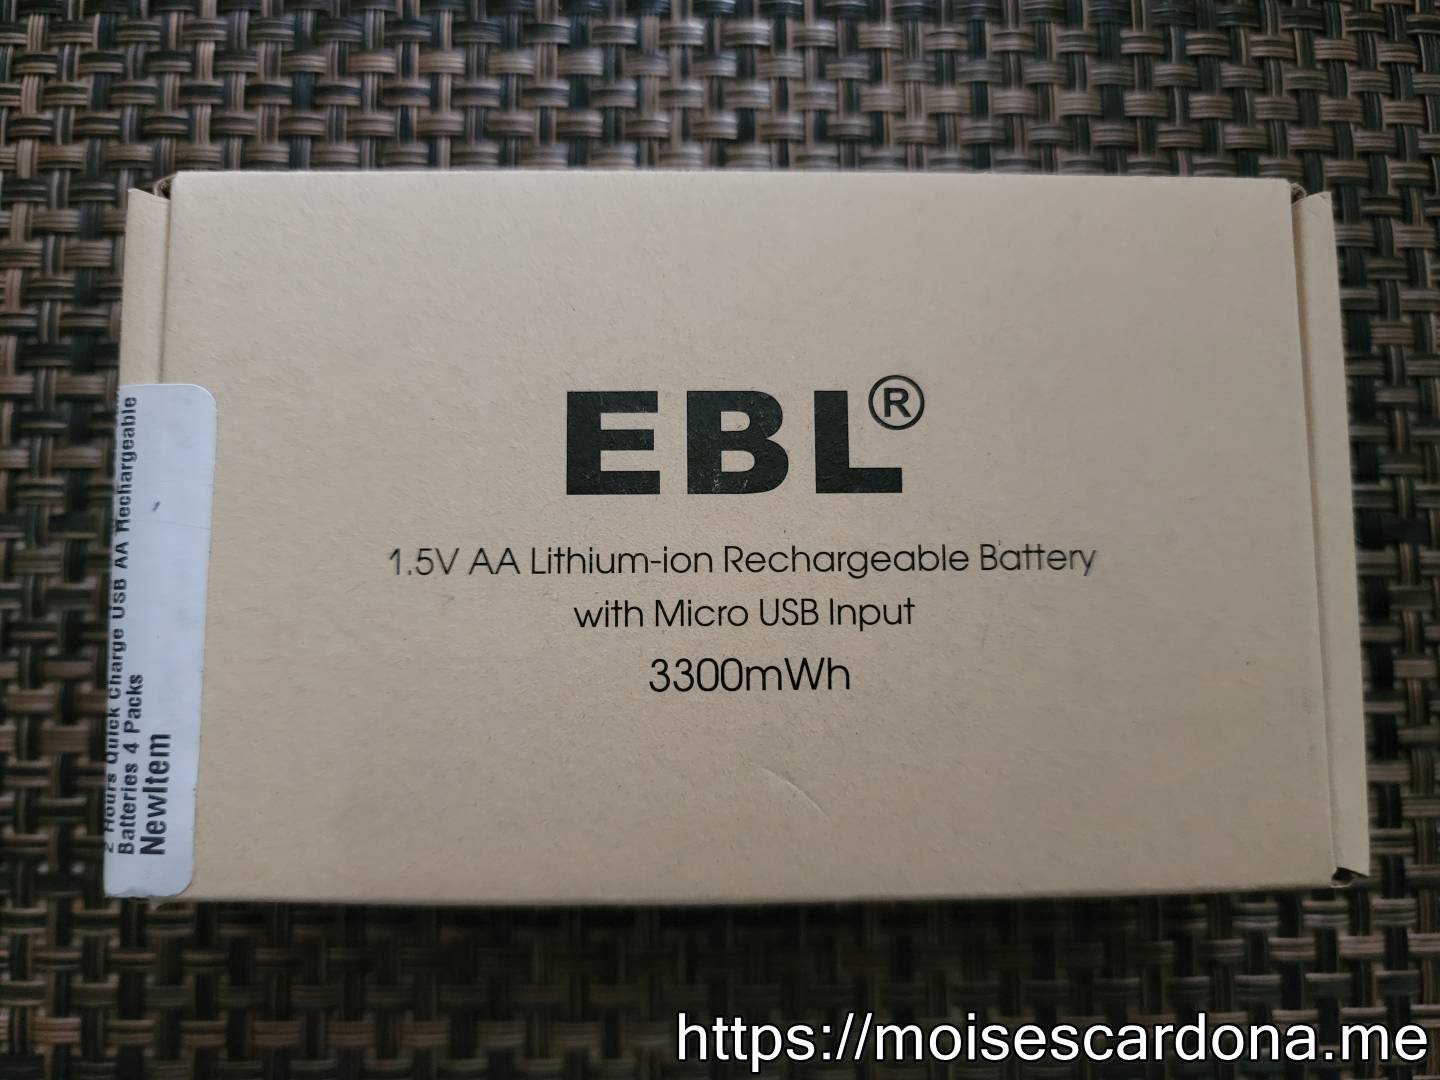 EBL®
1.5V AA Lithium-ion Rechargeable Battery
with Micro USB Input
3300mWh
2 Hours Quick Charge USB AA Rechargeable
Batteries 4 Packs
NewItem
https://moisescardona.me